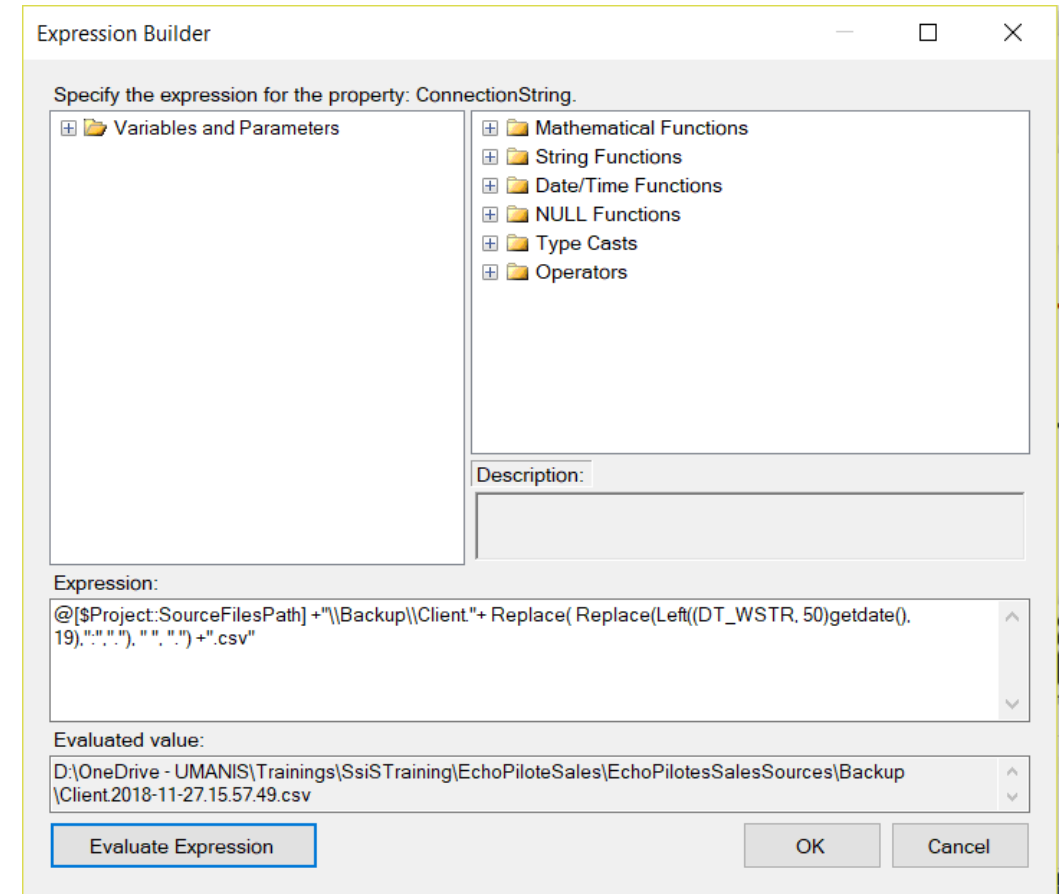 Expression Builder
Specify the expression for the property: ConnectionString.
Variables and Parameters
Mathematical Functions
String Functions
Date/Time Functions
NULL Functions
Type Casts
Operators
Description:
Expression:
@[$Project::SourceFilesPath] +"\\Backup\\Client."+ Replace( Replace(Left((DT_WSTR, 50)getdate(),
19),":","."), " ", ".") +".csv"
Evaluated value:
D:\OneDrive - UMANIS\Trainings\SsiSTraining\EchoPiloteSales\EchoPilotesSalesSources\Backup
\Client.2018-11-27.15.57.49.csv
Evaluate Expression
OK
Cancel